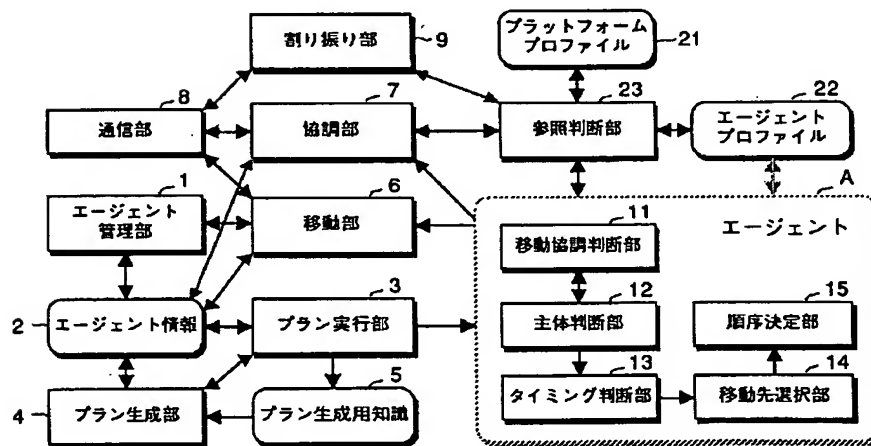 割り振り部
9
プラットフォーム
プロファイル
21
8
通信部
7
協調部
23
参照判断部
22
エージェント
プロファイル
1
エージェント
管理部
6
移動部
A
エージェント
11
移動協調判断部
2
エージェント情報
3
プラン実行部
12
主体判断部
15
順序決定部
4
プラン生成部
5
プラン生成用知識
13
タイミング判断部
14
移動先選択部